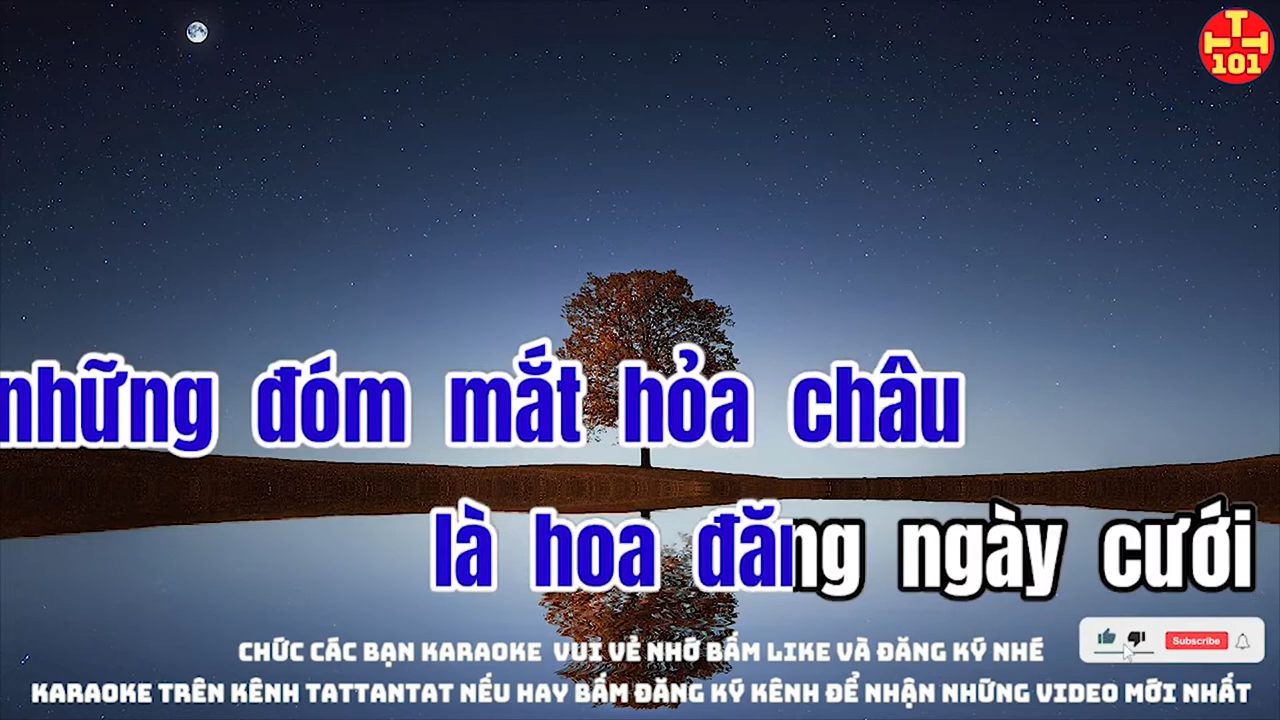 T
T T
101
những đóm mắt hỏa châu
là hoa đăng ngày cưới
CHỨC CÁC BẠN KARAOKE VUI VẺ NHỚ BẤM LIKE VÀ ĐĂNG KÝ NHÉ
Subscribe
KARAOKE TRÊN KÊNH TATTANTAT NẾU HAY BẤM ĐĂNG KÝ KÊNH ĐỂ NHẬN NHỮNG VIDEO MỚI NHẤT